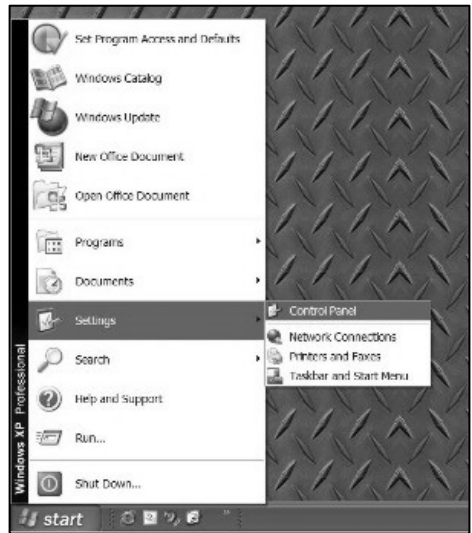 Set Program Access and Defaults
Windows Catalog
Windows Update
New Office Document
Open Office Document
Programs
Documents
Settings
Control Panel
Network Connections
Printers and Faxes
Taskbar and Start Menu
Search
Help and Support
Run...
Shut Down...
Windows XP Professional
start